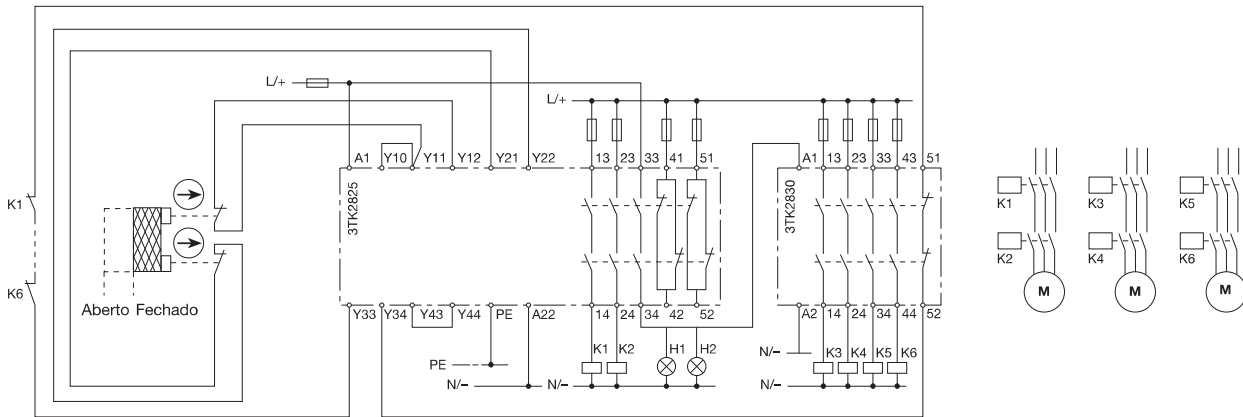 L/+
L/+
A1 Y10 Y11 Y12 Y21 Y22 13 23 33 41 51 A1 13 23 33 43 51
3TK2825
3TK2830
K1
K6
Aberto Fechado
Y33 Y34 Y43 Y44 PE A22 14 24 34 42 52 A2 14 24 34 44 52
K1 K2 H1 H2
K3 K4 K5 K6
PE
N/–
N/–
N/–
N/–
K1 K3 K5
K2 K4 K6
M M M